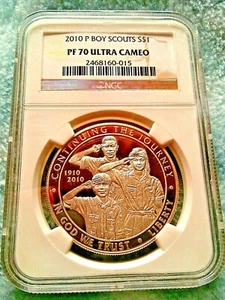 2010 P BOY SCOUTS S$1
PF 70 ULTRA CAMEO
2468160-015
NGC
CONTINUING THE JOURNEY
1910
2010
IN GOD WE TRUST
LIBERTY